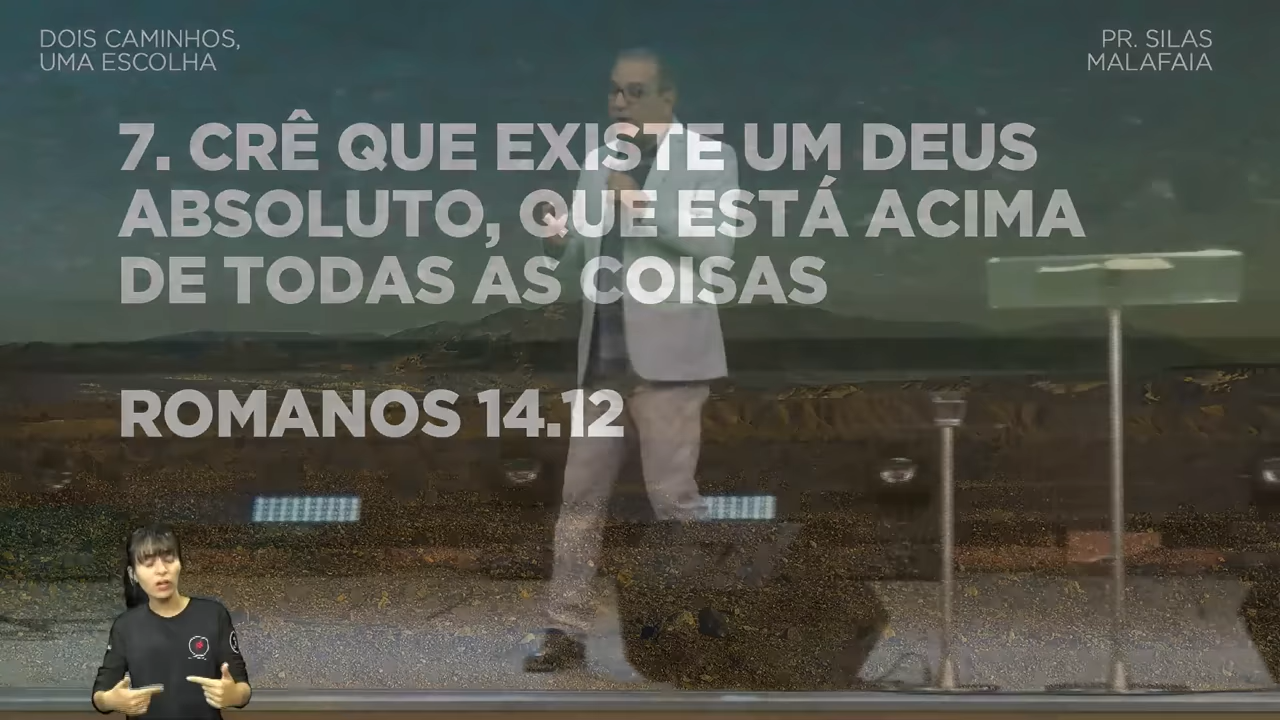 DOIS CAMINHOS,
UMA ESCOLHA
PR. SILAS
MALAFAIA
7. CRÊ QUE EXISTE UM DEUS
ABSOLUTO, QUE ESTÁ ACIMA
DE TODAS AS COISAS
ROMANOS 14.12